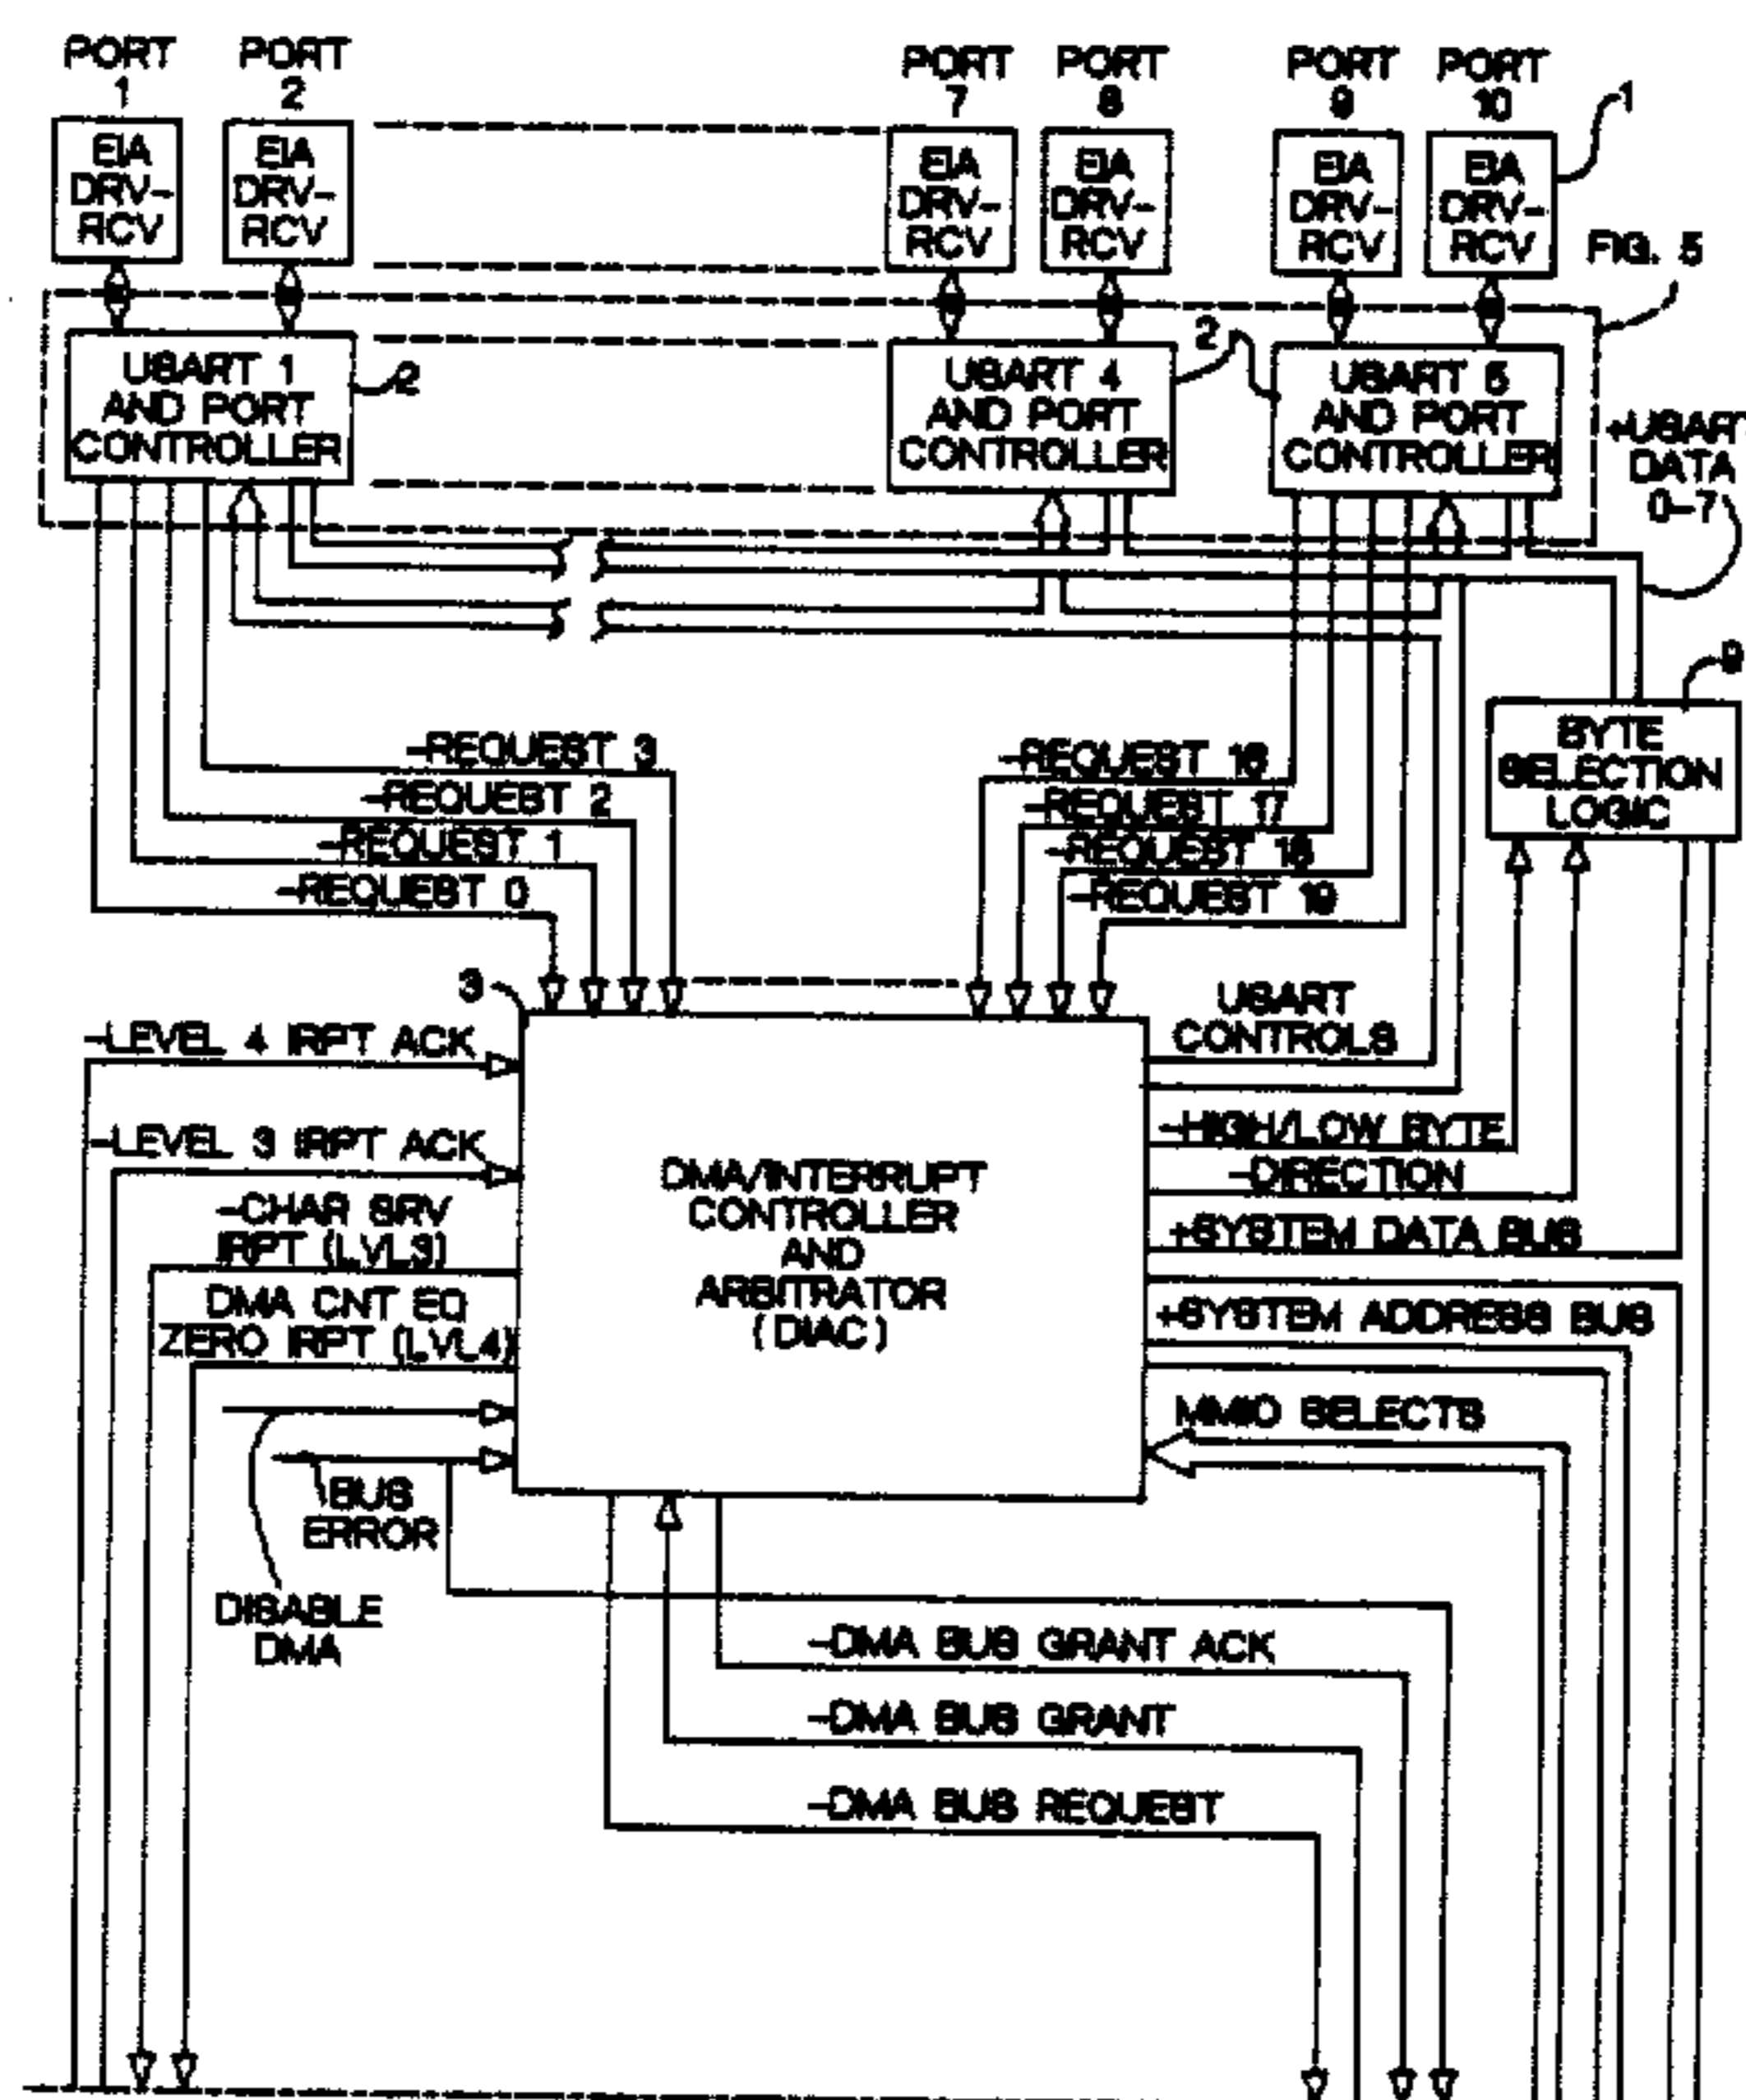 PORT 1
PORT 2
PORT 7
PORT 8
PORT 9
PORT 10
1
EIA DRV-RCV
EIA DRV-RCV
EIA DRV-RCV
EIA DRV-RCV
EIA DRV-RCV
EIA DRV-RCV
FIG. 5
USART 1
AND PORT
CONTROLLER
2
USART 4
AND PORT
CONTROLLER
2
USART 5
AND PORT
CONTROLLER
+USART
DATA
0-7
9
BYTE
SELECTION
LOGIC
-REQUEST 3
-REQUEST 2
-REQUEST 1
-REQUEST 0
-REQUEST 16
-REQUEST 17
-REQUEST 18
-REQUEST 19
3
USART
CONTROLS
-LEVEL 4 IRPT ACK
-LEVEL 3 IRPT ACK
-CHAR SRV
IRPT (LVL3)
DMA CNT EQ
ZERO IRPT (LVL4)
DMA/INTERRUPT
CONTROLLER
AND
ARBITRATOR
(DIAC)
-HIGH/LOW BYTE
-DIRECTION
+SYSTEM DATA BUS
+SYSTEM ADDRESS BUS
MMIO SELECTS
BUS
ERROR
DISABLE
DMA
-DMA BUS GRANT ACK
-DMA BUS GRANT
-DMA BUS REQUEST